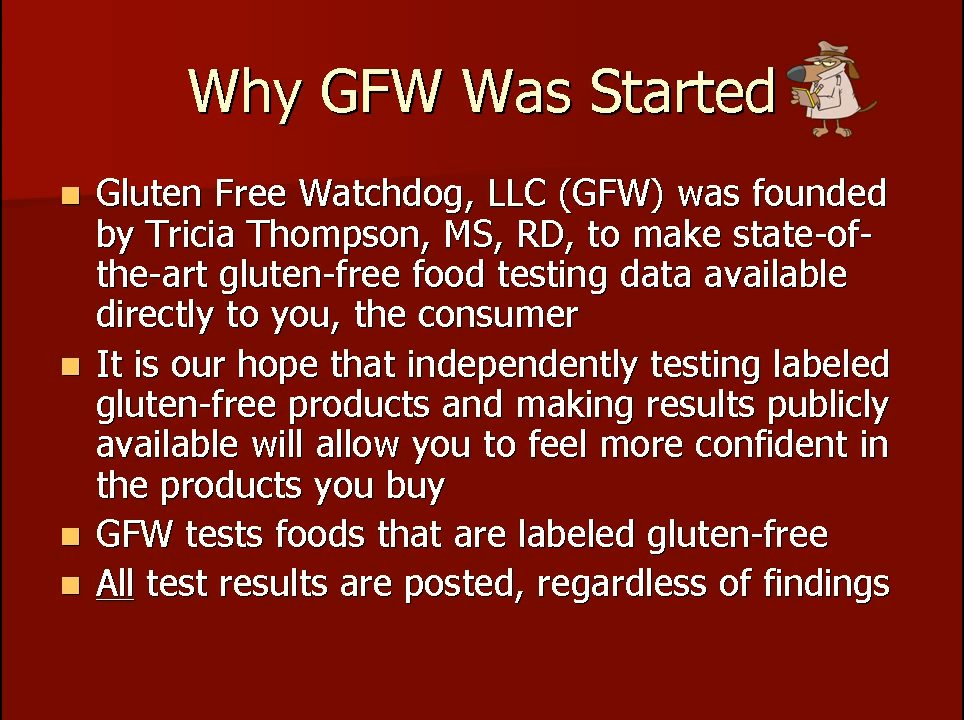 Why GFW Was Started
■ Gluten Free Watchdog, LLC (GFW) was founded
by Tricia Thompson, MS, RD, to make state-of-
the-art gluten-free food testing data available
directly to you, the consumer
■ It is our hope that independently testing labeled
gluten-free products and making results publicly
available will allow you to feel more confident in
the products you buy
■ GFW tests foods that are labeled gluten-free
■ All test results are posted, regardless of findings